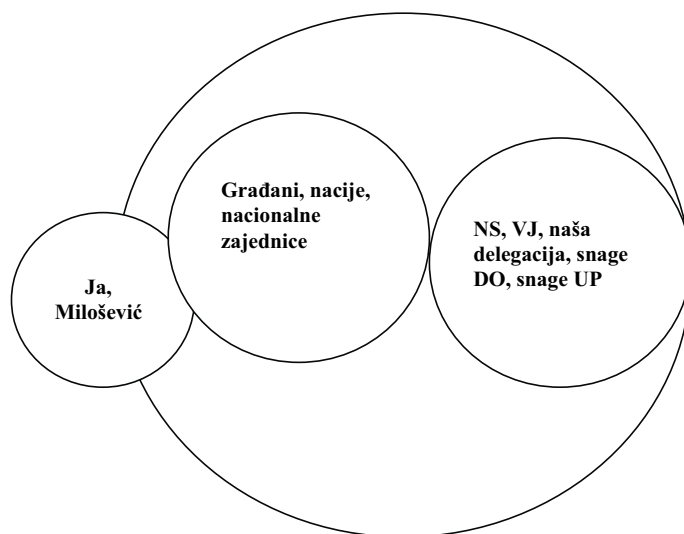 Građani, nacije,
nacionalne
zajednice
NS, VJ, naša
delegacija, snage
DO, snage UP
Ja,
Milošević